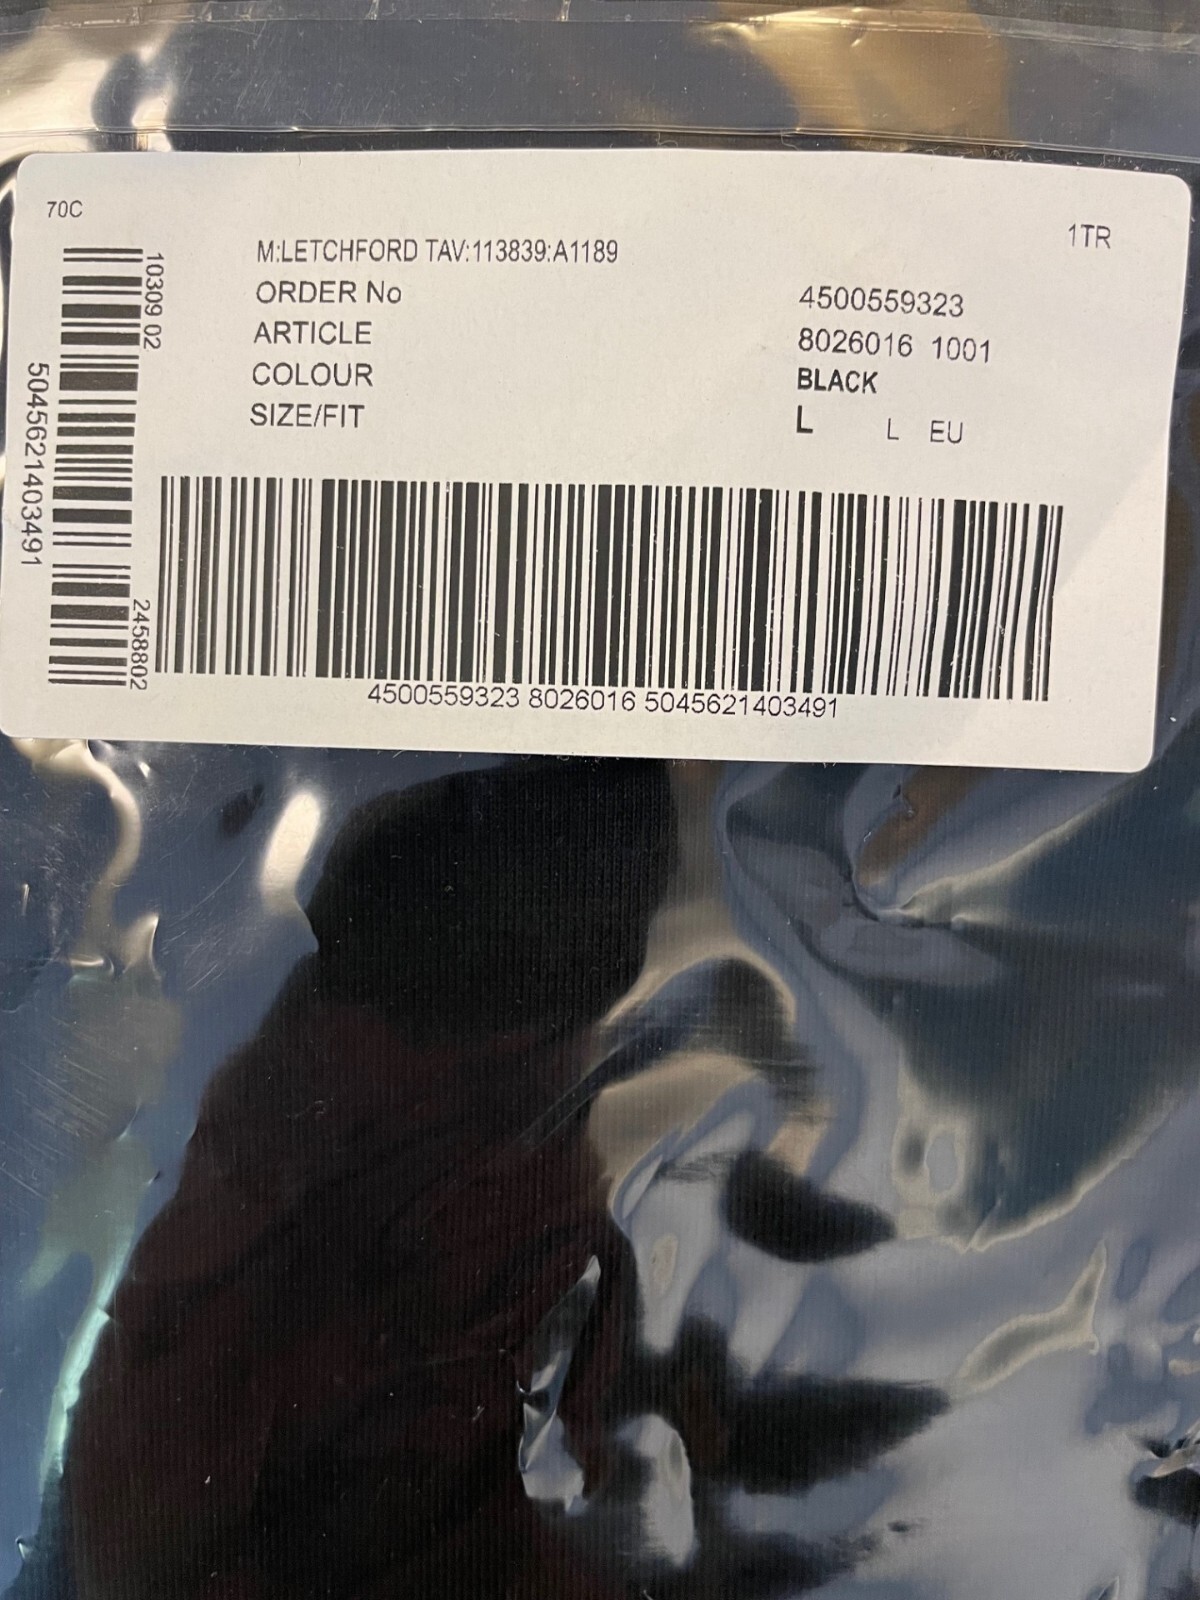 70C
1TR
M:LETCHFORD TAV:113839:A1189
ORDER No 4500559323
ARTICLE 8026016 1001
COLOUR BLACK
SIZE/FIT L L EU
10309 02
5045621403491
2458802
4500559323 8026016 5045621403491